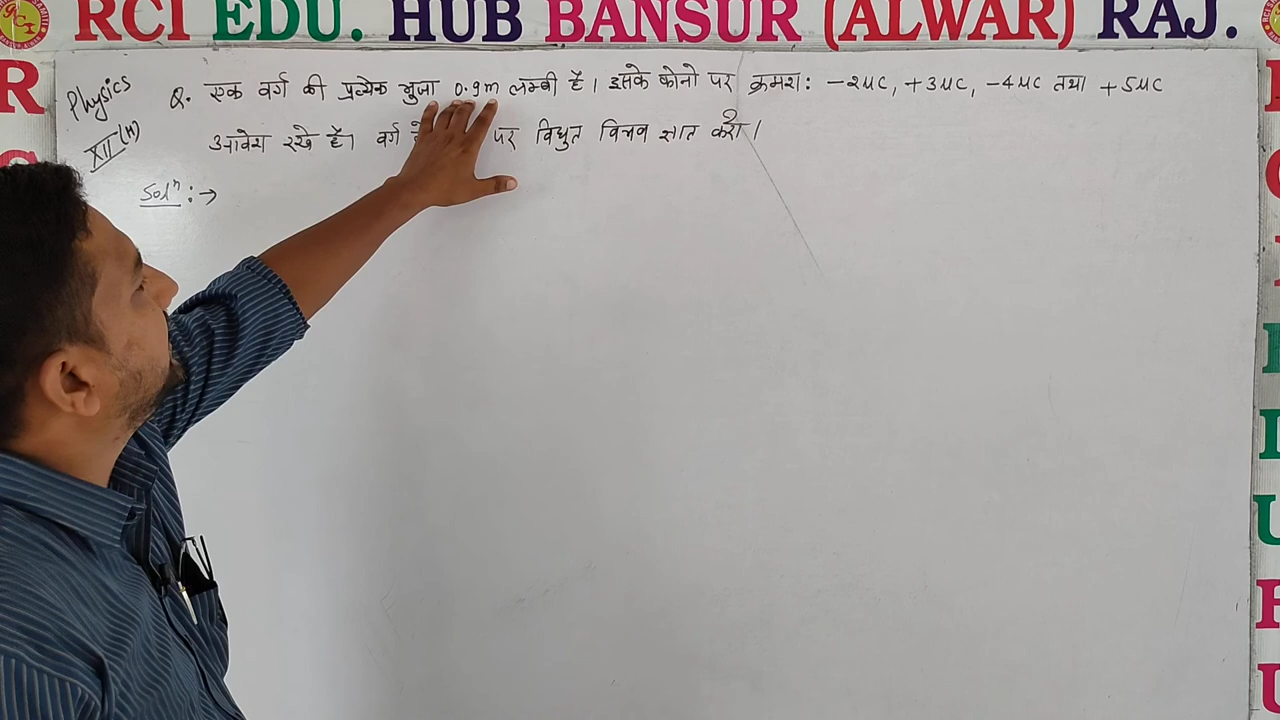 RCI EDU. HUB BANSUR (ALWAR) RAJ.
Physics
XII (H)
Q. एक वर्ग की प्रत्येक भुजा 0.9m लम्बी है। इसके कोनो पर क्रमश: -2μC, +3μC, -4μC तथा +5μC
आवेश रखे है। वर्ग के पर विधुत विभव ज्ञात करो।
Solⁿ :→